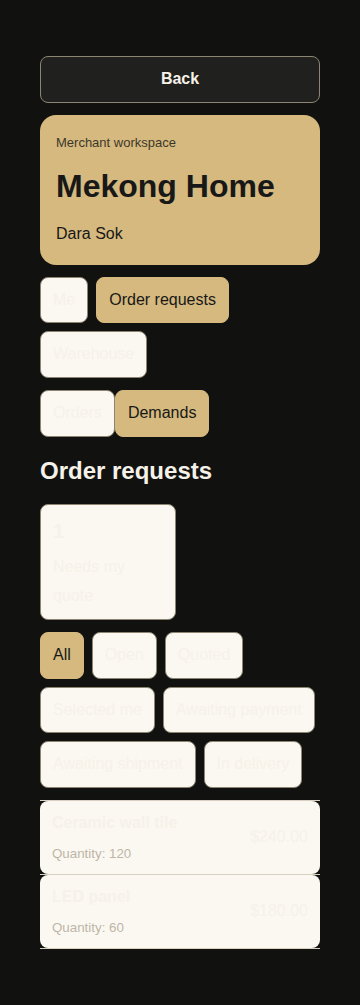 Back
Merchant workspace
Mekong Home
Dara Sok
Me
Order requests
Warehouse
Orders
Demands
Order requests
1
Needs my
quote
All
Open
Quoted
Selected me
Awaiting payment
Awaiting shipment
In delivery
Ceramic wall tile
$240.00
Quantity: 120
LED panel
$180.00
Quantity: 60